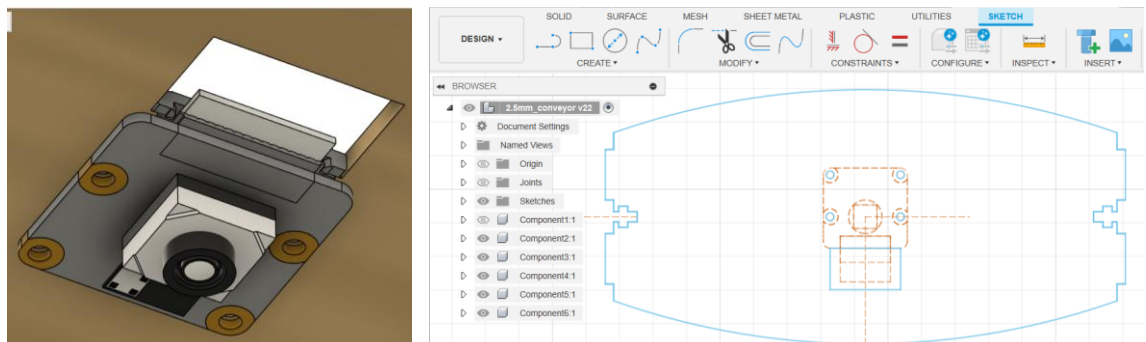 SOLID SURFACE MESH SHEET METAL PLASTIC UTILITIES SKETCH
DESIGN
CREATE MODIFY CONSTRAINTS CONFIGURE INSPECT INSERT
BROWSER
2.5mm_conveyor v22
Document Settings
Named Views
Origin
Joints
Sketches
Component1:1
Component2:1
Component3:1
Component4:1
Component5:1
Component6:1